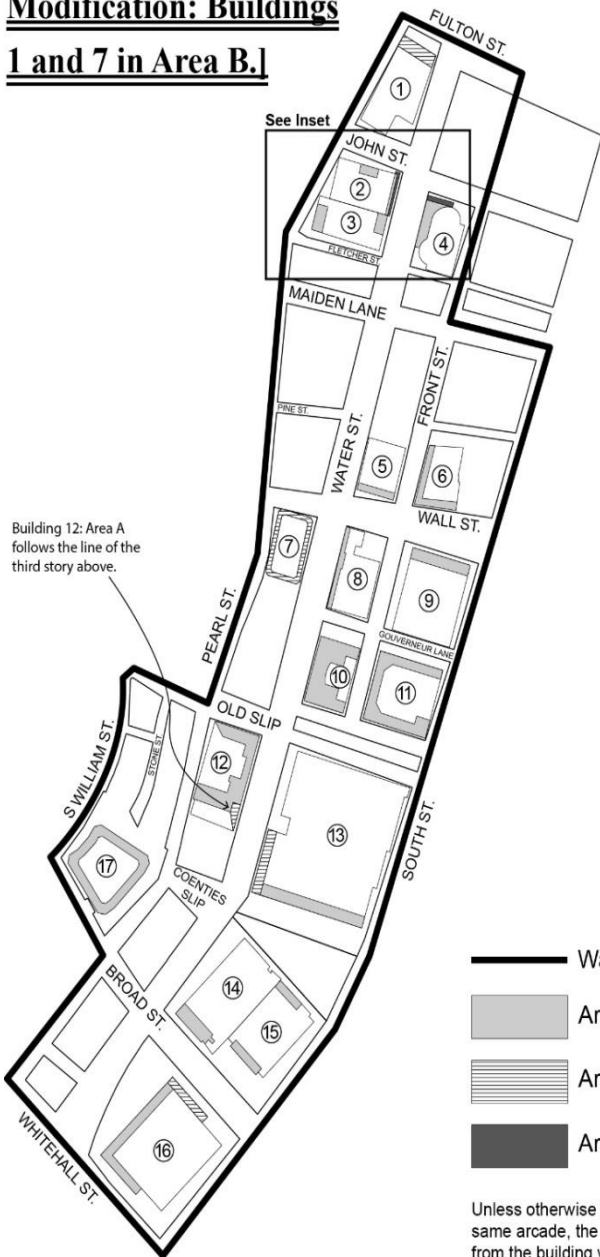 Modification: Buildings
1 and 7 in Area B.]
FULTON ST.
1
See Inset
JOHN ST.
2
3
4
FLETCHER ST.
MAIDEN LANE
FRONT ST.
PINE ST.
WATER ST.
5
6
WALL ST.
Building 12: Area A
follows the line of the
third story above.
7
8
9
PEARL ST.
GOUVERNEUR LANE
10
11
OLD SLIP
S WILLIAM ST.
STONE ST.
12
13
SOUTH ST.
17
COENTIES
SLIP
BROAD ST.
14
15
16
WHITEHALL ST.
Wa
Ar
Ar
Ar
Unless otherwise
same arcade, the
from the building